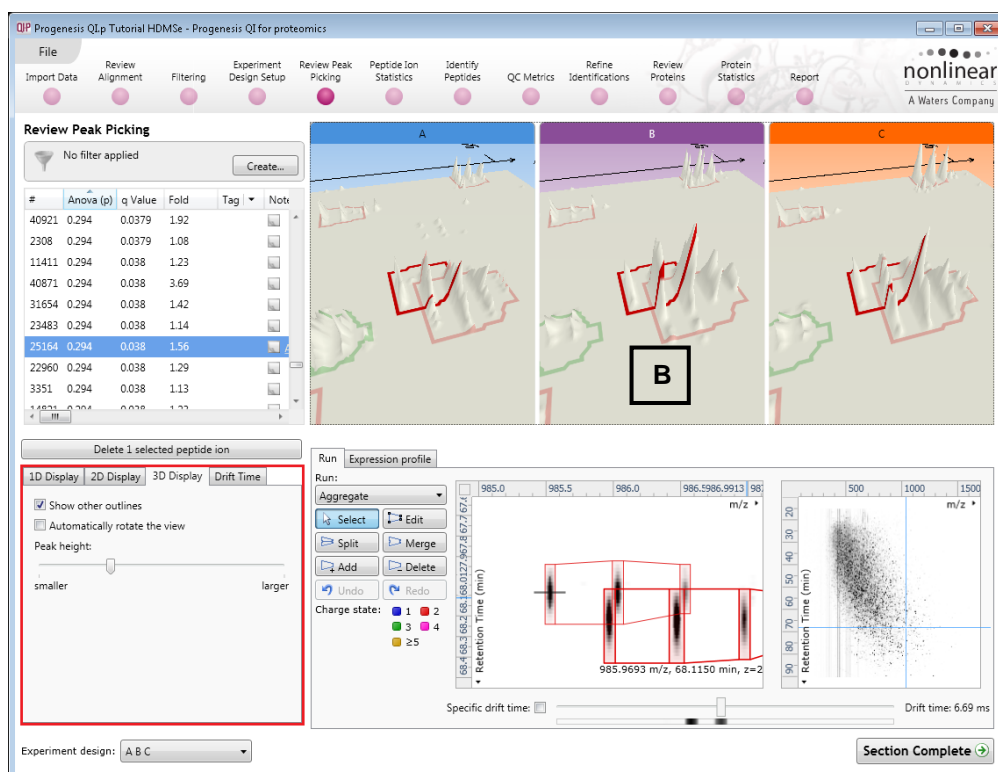 QIP Progenesis QI.p Tutorial HDMSe - Progenesis QI for proteomics
File
Import Data
Review Alignment
Filtering
Experiment Design Setup
Review Peak Picking
Peptide Ion Statistics
Identify Peptides
QC Metrics
Refine Identifications
Review Proteins
Protein Statistics
Report
nonlinear
DYNAMICS
A Waters Company
Review Peak Picking
No filter applied
Create...
# Anova (p) q Value Fold Tag Note
40921 0.294 0.0379 1.92
2308 0.294 0.0379 1.08
11411 0.294 0.038 1.23
40871 0.294 0.038 3.69
31654 0.294 0.038 1.42
23483 0.294 0.038 1.14
25164 0.294 0.038 1.56
22960 0.294 0.038 1.29
3351 0.294 0.038 1.13
A
B
C
B
Delete 1 selected peptide ion
1D Display 2D Display 3D Display Drift Time
Show other outlines
Automatically rotate the view
Peak height:
smaller larger
Run Expression profile
Run:
Aggregate
Select Edit
Split Merge
Add Delete
Undo Redo
Charge state: 1 2
3 4
≥5
985.0 985.5 986.0 986.5 986.9913
m/z
Retention Time (min)
985.9693 m/z, 68.1150 min, z=2
500 1000 1500
m/z
20
30
40
50
60
70
80
90
Retention Time (min)
Specific drift time:
Drift time: 6.69 ms
Experiment design: A B C
Section Complete